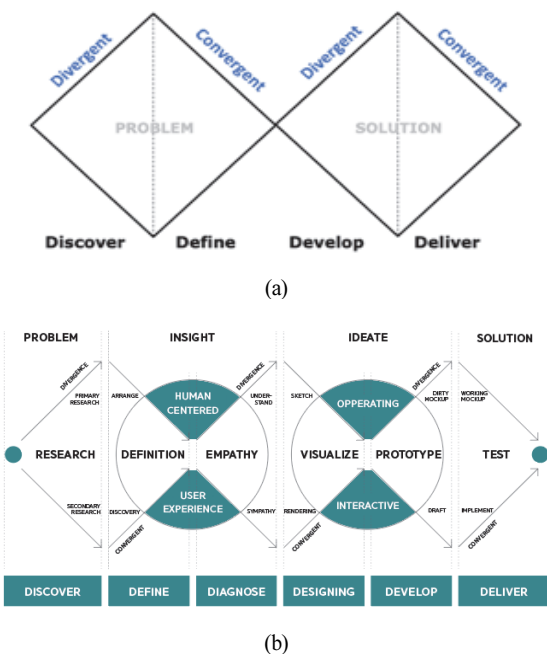 Divergent
Convergent
Divergent
Convergent
PROBLEM
SOLUTION
Discover
Define
Develop
Deliver
(a)
PROBLEM
INSIGHT
IDEATE
SOLUTION
DIVERGENCE
DIVERGENCE
DIVERGENCE
PRIMARY
RESEARCH
ARRANGE
HUMAN
CENTERED
UNDER-
STAND
SKETCH
OPPERATING
DIRTY
MOCKUP
WORKING
MOCKUP
RESEARCH
DEFINITION
EMPATHY
VISUALIZE
PROTOTYPE
TEST
SECONDARY
RESEARCH
DISCOVERY
USER
EXPERIENCE
SYMPATHY
RENDERING
INTERACTIVE
DRAFT
IMPLEMENT
CONVERGENT
CONVERGENT
CONVERGENT
DISCOVER
DEFINE
DIAGNOSE
DESIGNING
DEVELOP
DELIVER
(b)